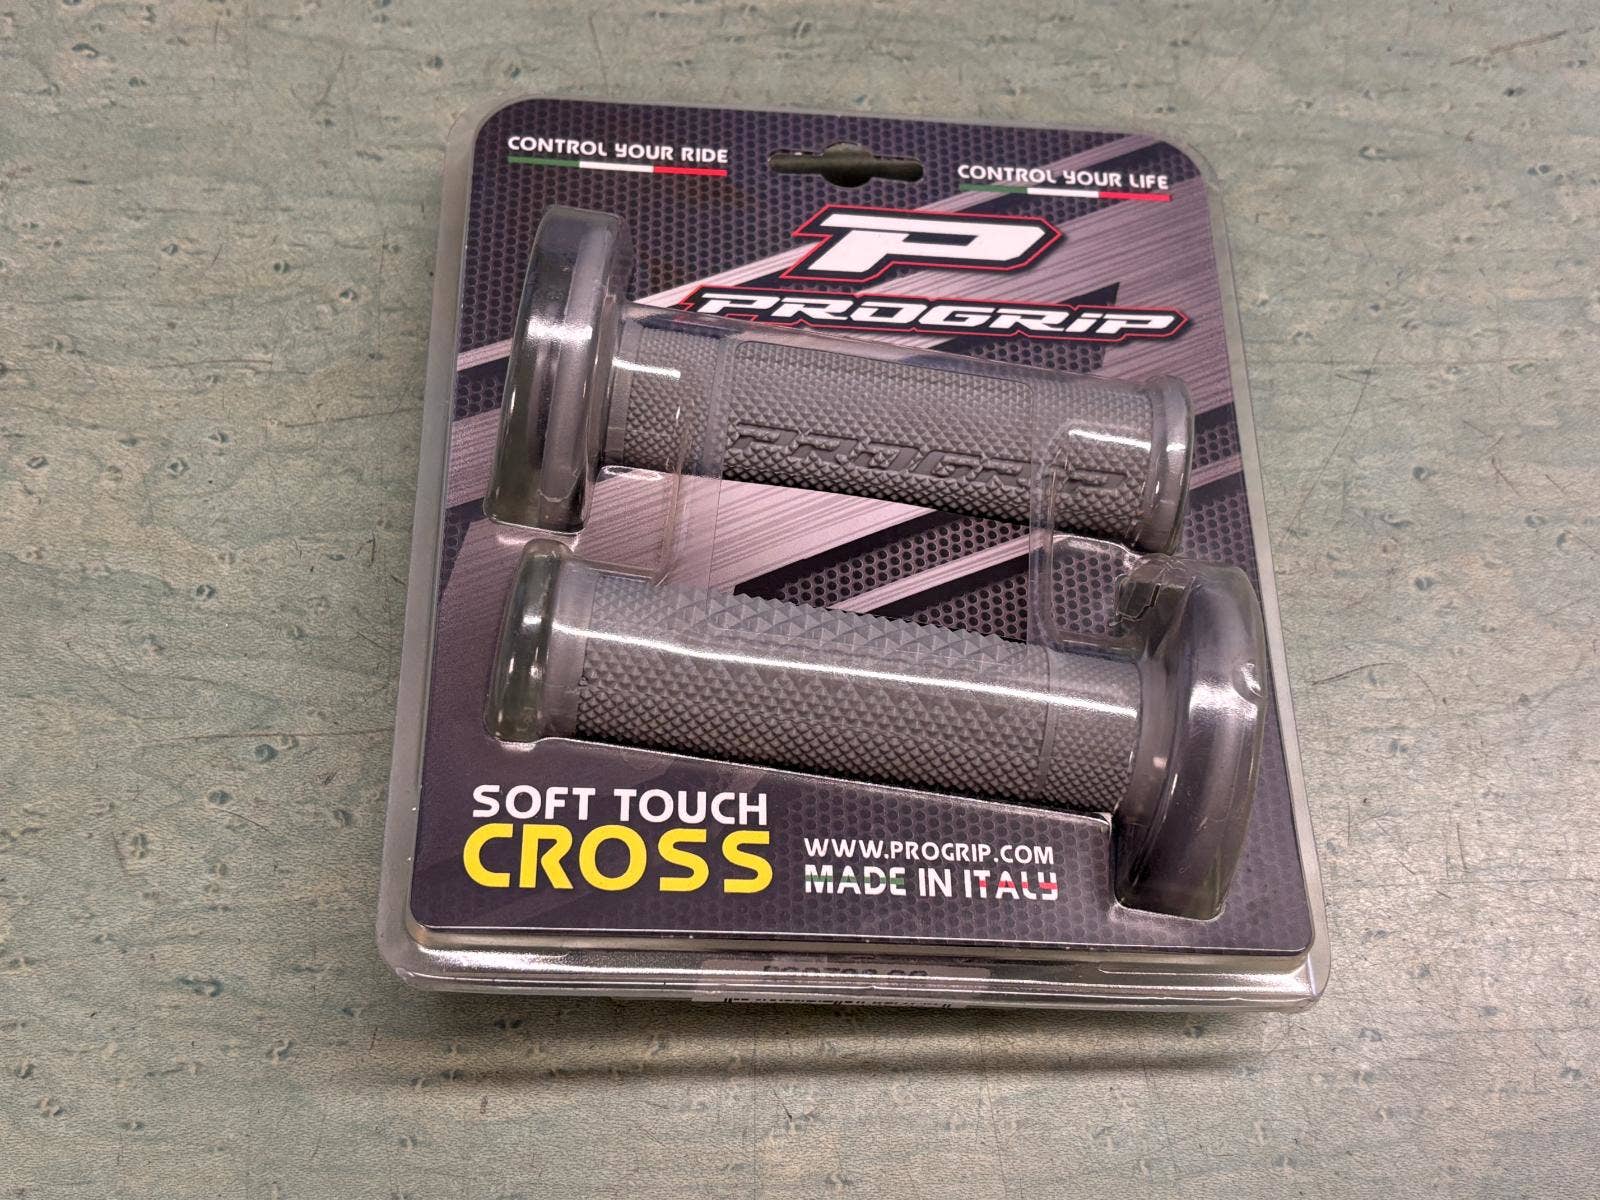 CONTROL YOUR RIDE
CONTROL YOUR LIFE
P
PROGRIP
PROGRIP
SOFT TOUCH
CROSS
WWW.PROGRIP.COM
MADE IN ITALY